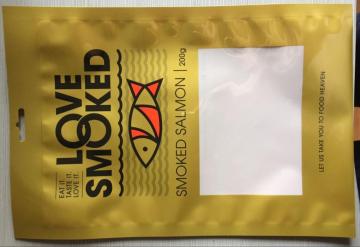 EAT IT.
TASTE IT.
LOVE IT.
LOVE
SMOKED
SMOKED SALMON | 200g
LET US TAKE YOU TO FOOD HEAVEN